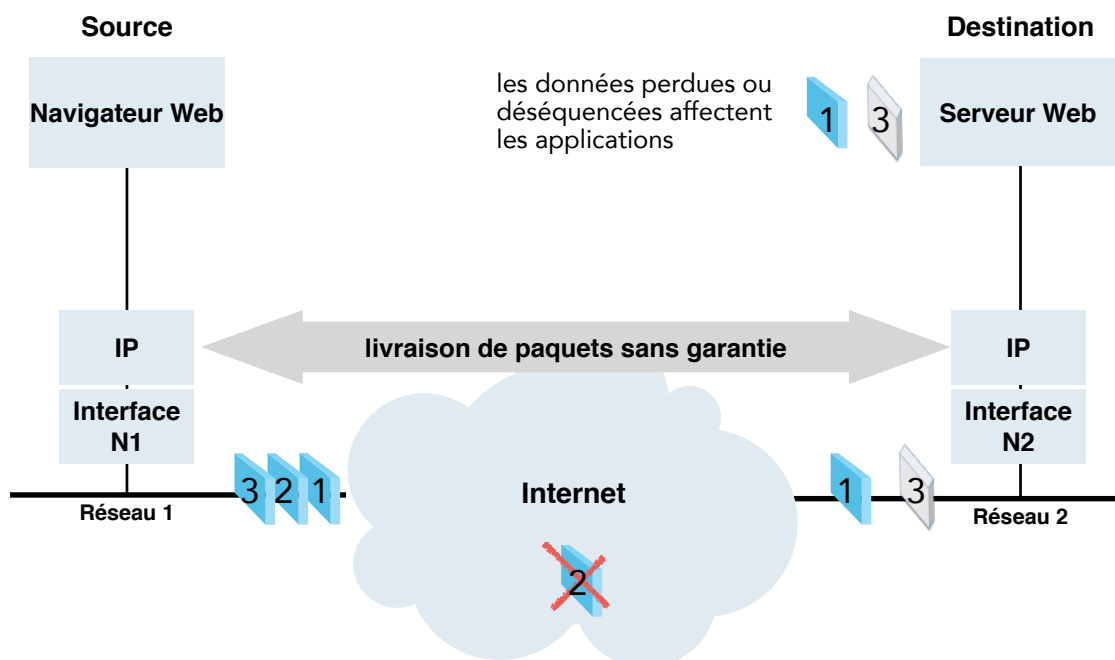 Source
Destination
Navigateur Web
les données perdues ou
déséquencées affectent
les applications
1
3
Serveur Web
IP
livraison de paquets sans garantie
IP
Interface
N1
Interface
N2
3
2
1
Internet
1
3
Réseau 1
Réseau 2
2